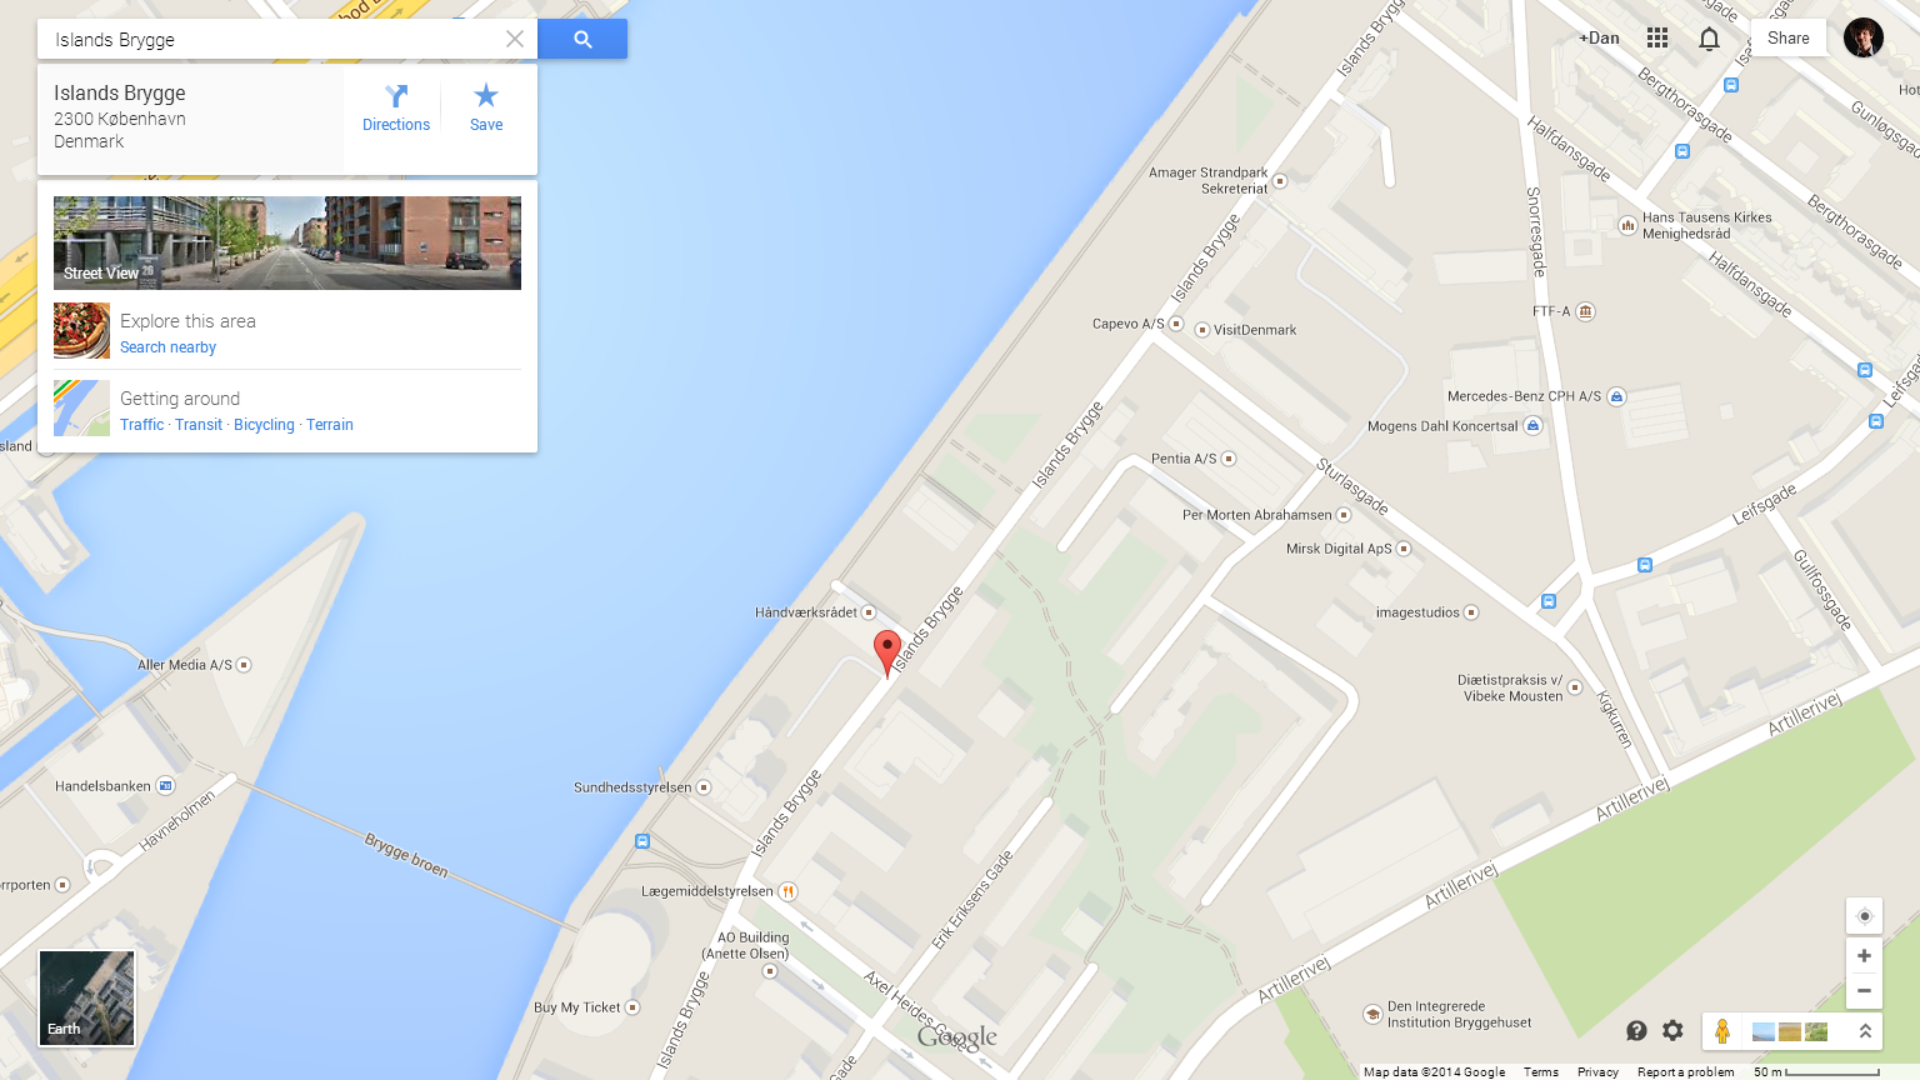 Islands Brygge
+Dan
Share
Islands Brygge
2300 København
Denmark
Directions
Save
Street View
Explore this area
Search nearby
Getting around
Traffic · Transit · Bicycling · Terrain
Islands Brygge
Bergthorasgade
Gunløgsgade
Halfdansgade
Amager Strandpark
Sekreteriat
Snorresgade
Hans Tausens Kirkes
Menighedsråd
Bergthorasgade
Islands Brygge
Halfdansgade
FTF-A
Capevo A/S
VisitDenmark
Leifsgade
Mercedes-Benz CPH A/S
Mogens Dahl Koncertsal
Islands Brygge
Pentia A/S
Sturlasgade
Leifsgade
Per Morten Abrahamsen
Mirsk Digital ApS
Gullfossgade
Håndværksrådet
imagestudios
Islands Brygge
Aller Media A/S
Diætistpraksis v/
Vibeke Mousten
Kigkurren
Artillerivej
Handelsbanken
Havneholmen
Sundhedsstyrelsen
Islands Brygge
Artillerivej
Brygge broen
Lægemiddelstyrelsen
Erik Eriksens Gade
Artillerivej
AO Building
(Anette Olsen)
Artillerivej
Buy My Ticket
Islands Brygge
Axel Heides Gade
Den Integrerede
Institution Bryggehuset
Earth
Google
Map data ©2014 Google
Terms
Privacy
Report a problem
50 m